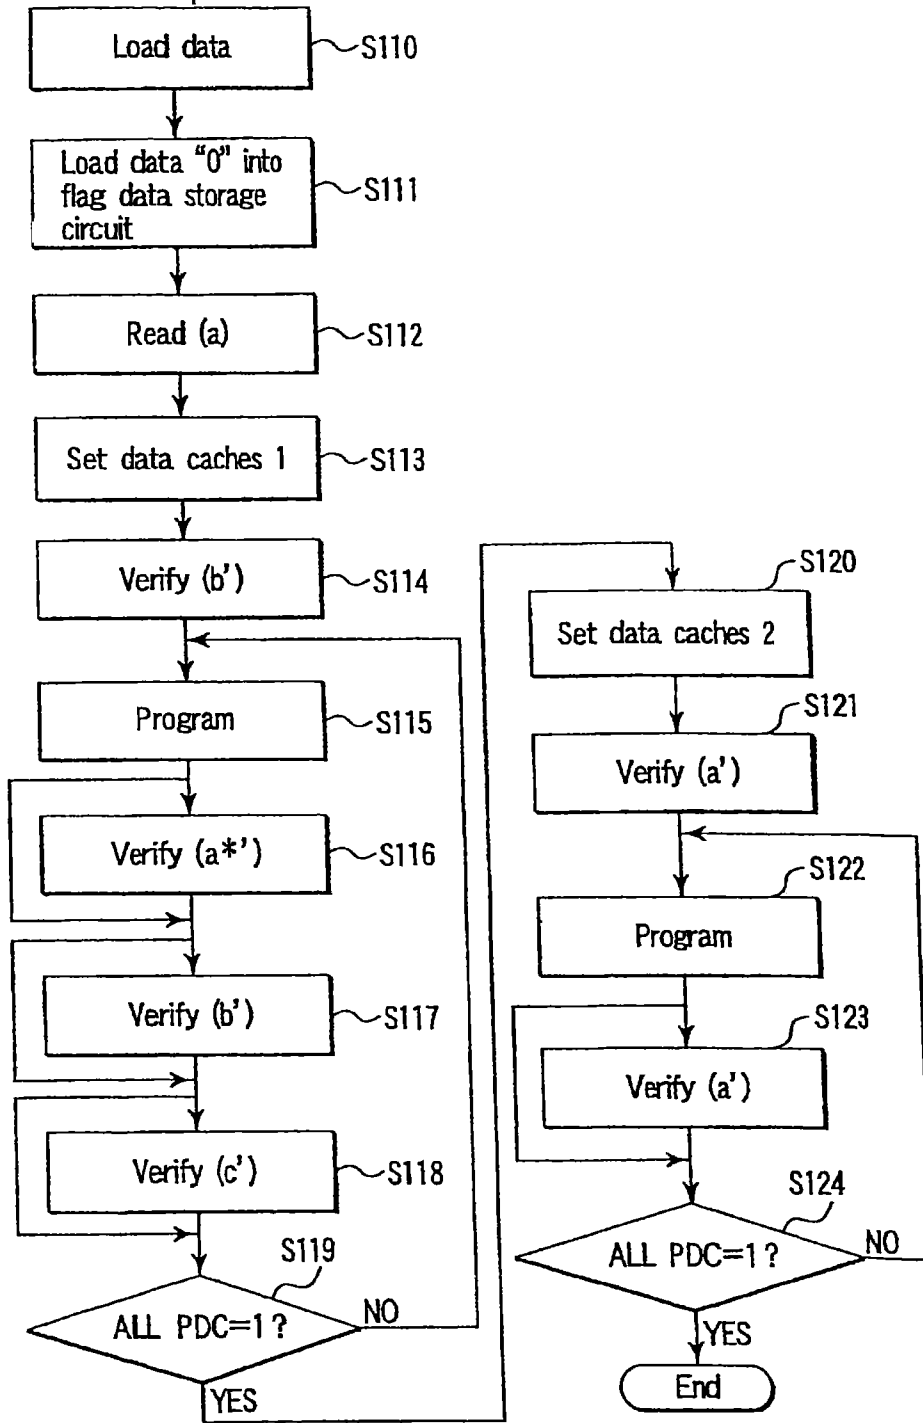 Load data
S110
Load data "0" into
flag data storage
circuit
S111
Read (a)
S112
Set data caches 1
S113
Verify (b')
S114
Program
S115
Verify (a*')
S116
Verify (b')
S117
Verify (c')
S118
S119
ALL PDC=1?
NO
YES
S120
Set data caches 2
S121
Verify (a')
S122
Program
S123
Verify (a')
S124
ALL PDC=1?
NO
YES
End